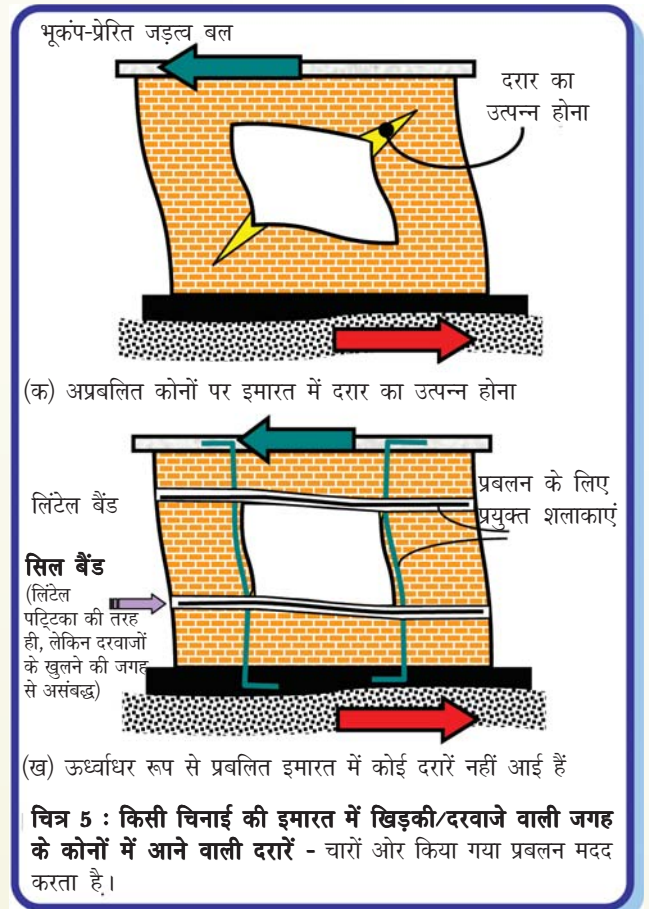 भूकंप-प्रेरित जड़त्व बल
दरार का
उत्पन्न होना
(क) अप्रबलित कोनों पर इमारत में दरार का उत्पन्न होना
लिंटेल बैंड
प्रबलन के लिए
प्रयुक्त शलाकाएं
सिल बैंड
(लिंटेल
पट्टिका की तरह
ही, लेकिन दरवाजों
के खुलने की जगह
से असंबद्ध)
(ख) ऊर्ध्वाधर रूप से प्रबलित इमारत में कोई दरारें नहीं आई हैं
चित्र 5 : किसी चिनाई की इमारत में खिड़की/दरवाजे वाली जगह
के कोनों में आने वाली दरारें - चारों ओर किया गया प्रबलन मदद
करता है।